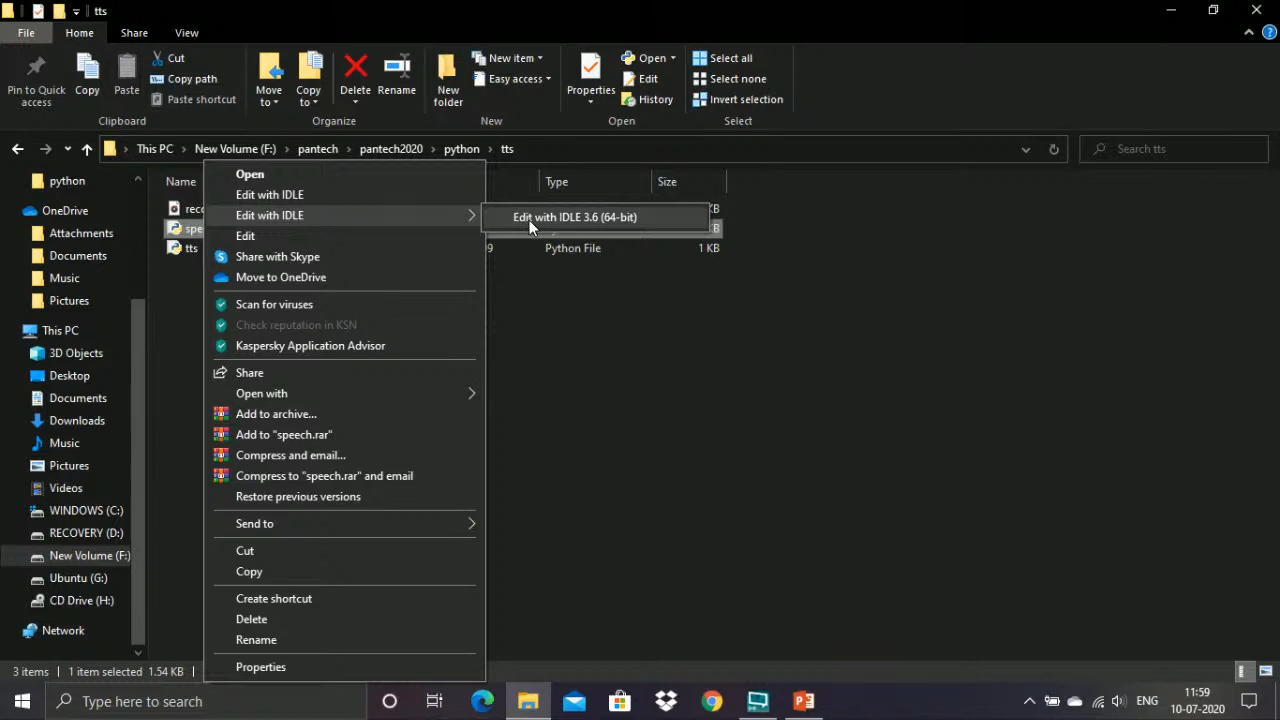 tts
File Home Share View
Pin to Quick access
Copy
Paste
Cut
Copy path
Paste shortcut
Clipboard
Move to
Copy to
Delete
Rename
Organize
New folder
New item
Easy access
New
Properties
Open
Edit
History
Open
Select all
Select none
Invert selection
Select
This PC > New Volume (F:) > pantech > pantech2020 > python > tts
Search tts
python
OneDrive
Attachments
Documents
Music
Pictures
This PC
3D Objects
Desktop
Documents
Downloads
Music
Pictures
Videos
WINDOWS (C:)
RECOVERY (D:)
New Volume (F:)
Ubuntu (G:)
CD Drive (H:)
Network
Name Type Size
reco KB
spe KB
tts 9 Python File 1 KB
Open
Edit with IDLE
Edit with IDLE
Edit with IDLE 3.6 (64-bit)
Edit
Share with Skype
Move to OneDrive
Scan for viruses
Check reputation in KSN
Kaspersky Application Advisor
Share
Open with
Add to archive...
Add to "speech.rar"
Compress and email...
Compress to "speech.rar" and email
Restore previous versions
Send to
Cut
Copy
Create shortcut
Delete
Rename
Properties
3 items 1 item selected 1.54 KB
Type here to search
ENG
11:59
10-07-2020